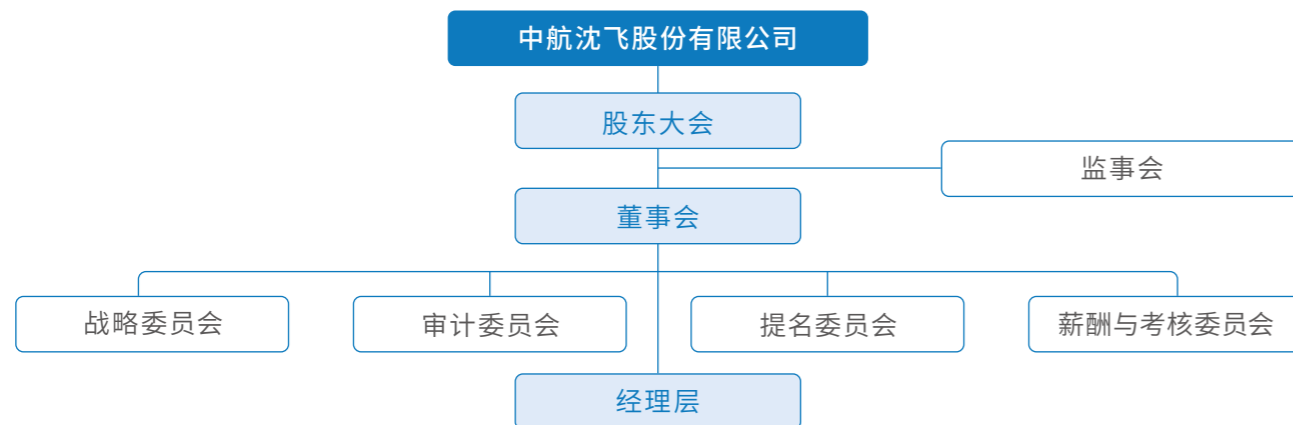 中航沈飞股份有限公司
股东大会
监事会
董事会
战略委员会
审计委员会
提名委员会
薪酬与考核委员会
经理层